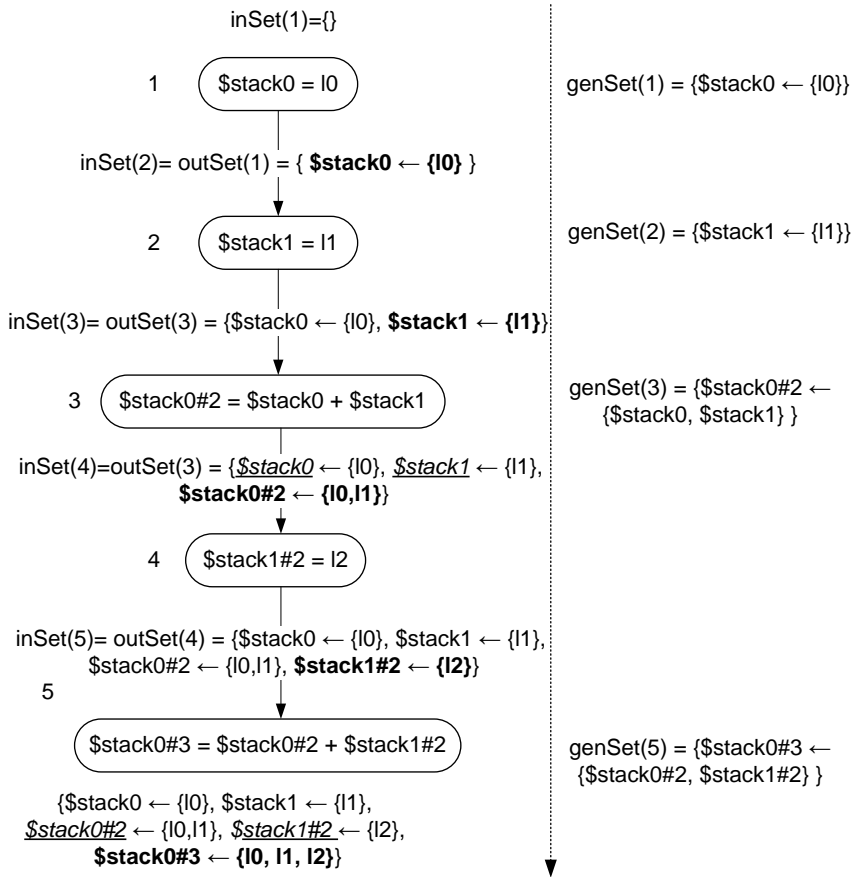 inSet(1)={}
1
$stack0 = l0
genSet(1) = {$stack0 ← {l0}}
inSet(2)= outSet(1) = { $stack0 ← {l0} }
2
$stack1 = l1
genSet(2) = {$stack1 ← {l1}}
inSet(3)= outSet(3) = {$stack0 ← {l0}, $stack1 ← {l1}}
3
$stack0#2 = $stack0 + $stack1
genSet(3) = {$stack0#2 ←
{$stack0, $stack1} }
inSet(4)=outSet(3) = {$stack0 ← {l0}, $stack1 ← {l1},
$stack0#2 ← {l0,l1}}
4
$stack1#2 = l2
inSet(5)= outSet(4) = {$stack0 ← {l0}, $stack1 ← {l1},
$stack0#2 ← {l0,l1}, $stack1#2 ← {l2}}
5
$stack0#3 = $stack0#2 + $stack1#2
genSet(5) = {$stack0#3 ←
{$stack0#2, $stack1#2} }
{$stack0 ← {l0}, $stack1 ← {l1},
$stack0#2 ← {l0,l1}, $stack1#2 ← {l2},
$stack0#3 ← {l0, l1, l2}}